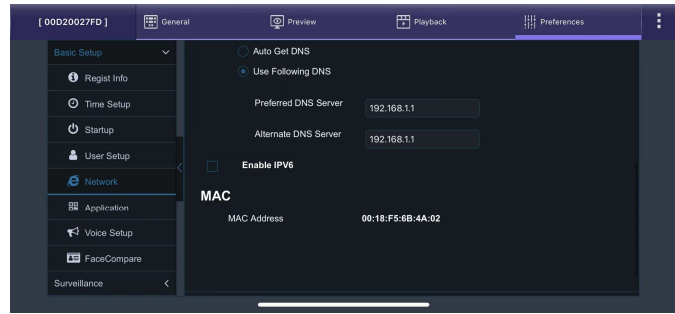 [ 00D20027FD ] General Preview Playback Preferences
Basic Setup
Regist Info
Time Setup
Startup
User Setup
Network
Application
Voice Setup
FaceCompare
Surveillance
Auto Get DNS
Use Following DNS
Preferred DNS Server 192.168.1.1
Alternate DNS Server 192.168.1.1
Enable IPV6
MAC
MAC Address 00:18:F5:6B:4A:02